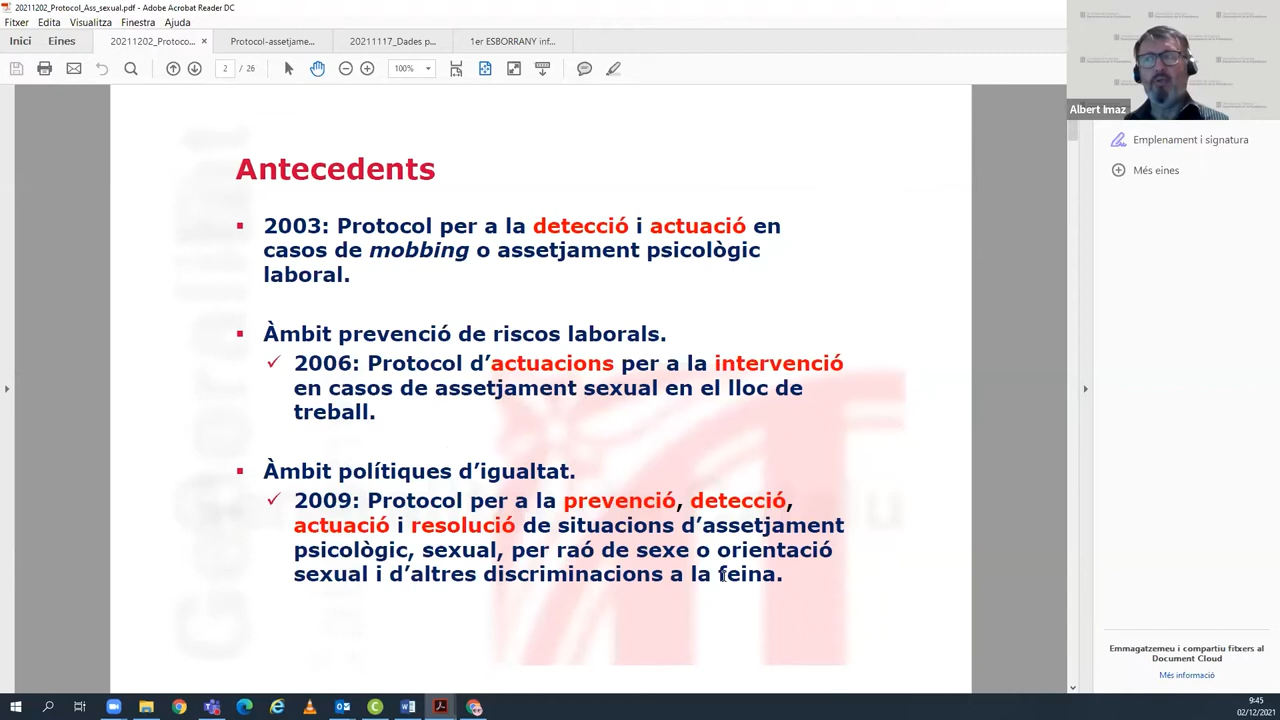 20211202_Protocol_Ass_sexual.pdf - Adobe Acrobat Reader DC
Fitxer Edita Visualitza Finestra Ajuda
Inici Eines 20211202_Protoco... × Protocol-assetjame... 20211117_Dades p... 1er ESBORRANY inf...
2 / 26 100%
Albert Imaz
Emplenament i signatura
Més eines
Antecedents
▪ 2003: Protocol per a la detecció i actuació en
casos de mobbing o assetjament psicològic
laboral.
▪ Àmbit prevenció de riscos laborals.
✓ 2006: Protocol d’actuacions per a la intervenció
en casos de assetjament sexual en el lloc de
treball.
▪ Àmbit polítiques d’igualtat.
✓ 2009: Protocol per a la prevenció, detecció,
actuació i resolució de situacions d’assetjament
psicològic, sexual, per raó de sexe o orientació
sexual i d’altres discriminacions a la feina.
Emmagatzemeu i compartiu fitxers al
Document Cloud
Més informació
9:45
02/12/2021